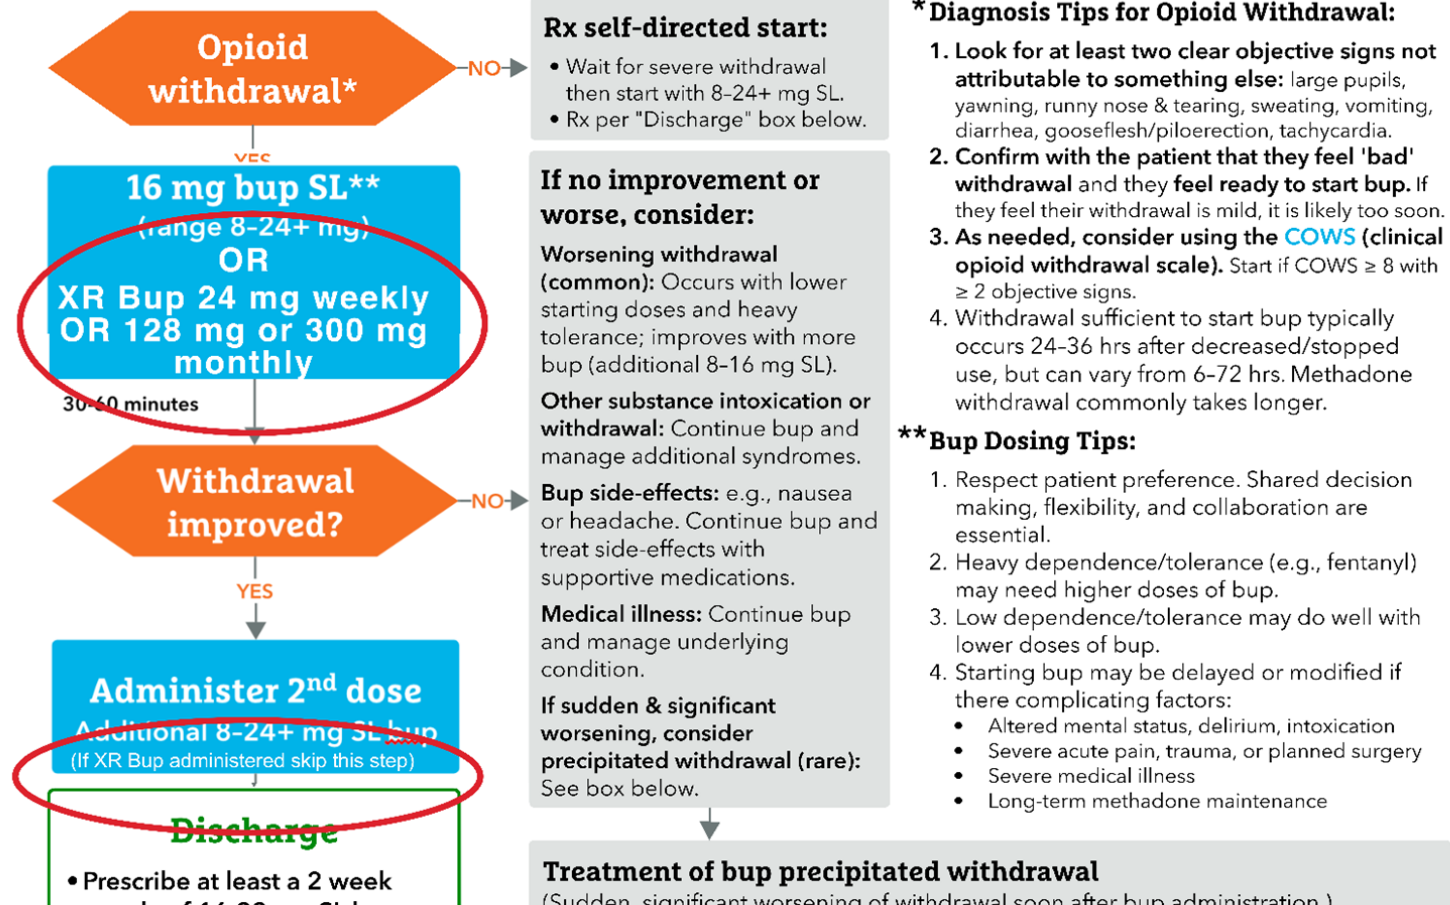 Opioid
withdrawal*
NO
YES
16 mg bup SL**
(range 8-24+ mg)
OR
XR Bup 24 mg weekly
OR 128 mg or 300 mg
monthly
30-60 minutes
Withdrawal
improved?
NO
YES
Administer 2nd dose
Additional 8-24+ mg SL bup
(If XR Bup administered skip this step)
Discharge
• Prescribe at least a 2 week
Rx self-directed start:
• Wait for severe withdrawal
then start with 8–24+ mg SL.
• Rx per "Discharge" box below.
If no improvement or
worse, consider:
Worsening withdrawal
(common): Occurs with lower
starting doses and heavy
tolerance; improves with more
bup (additional 8–16 mg SL).
Other substance intoxication or
withdrawal: Continue bup and
manage additional syndromes.
Bup side-effects: e.g., nausea
or headache. Continue bup and
treat side-effects with
supportive medications.
Medical illness: Continue bup
and manage underlying
condition.
If sudden & significant
worsening, consider
precipitated withdrawal (rare):
See box below.
*Diagnosis Tips for Opioid Withdrawal:
1. Look for at least two clear objective signs not
attributable to something else: large pupils,
yawning, runny nose & tearing, sweating, vomiting,
diarrhea, gooseflesh/piloerection, tachycardia.
2. Confirm with the patient that they feel 'bad'
withdrawal and they feel ready to start bup. If
they feel their withdrawal is mild, it is likely too soon.
3. As needed, consider using the COWS (clinical
opioid withdrawal scale). Start if COWS ≥ 8 with
≥ 2 objective signs.
4. Withdrawal sufficient to start bup typically
occurs 24–36 hrs after decreased/stopped
use, but can vary from 6–72 hrs. Methadone
withdrawal commonly takes longer.
**Bup Dosing Tips:
1. Respect patient preference. Shared decision
making, flexibility, and collaboration are
essential.
2. Heavy dependence/tolerance (e.g., fentanyl)
may need higher doses of bup.
3. Low dependence/tolerance may do well with
lower doses of bup.
4. Starting bup may be delayed or modified if
there complicating factors:
• Altered mental status, delirium, intoxication
• Severe acute pain, trauma, or planned surgery
• Severe medical illness
• Long-term methadone maintenance
Treatment of bup precipitated withdrawal
(Sudden, significant worsening of withdrawal soon after bup administration.)